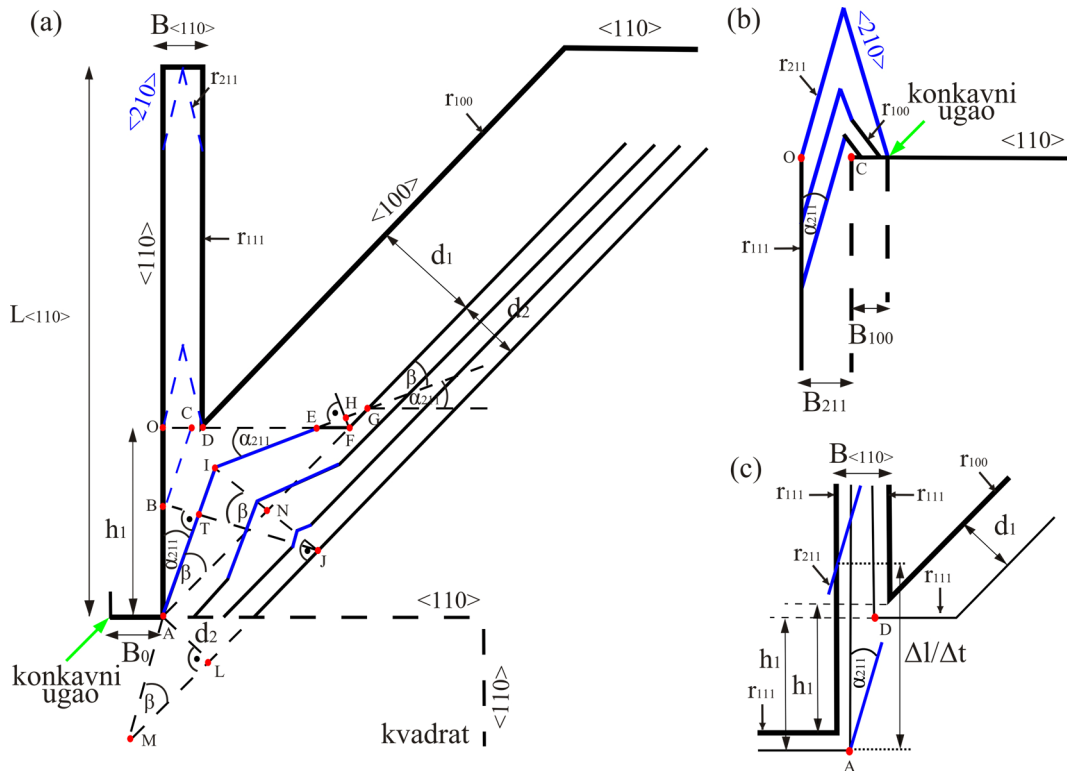 (a)
B<110>
<110>
<210>
r211
r100
<110>
r111
<100>
d1
L<110>
d2
β
α211
H
G
O
C
D
E
F
α211
I
h1
B
β
N
T
J
α211
β
A
<110>
B0
d2
L
konkavni
ugao
β
M
kvadrat
<110>
(b)
<210>
r211
konkavni
ugao
r100
<110>
O
C
α211
r111
B100
B211
(c)
B<110>
r100
r111
r111
d1
r211
r111
D
h1
h1
Δl/Δt
α211
r111
A